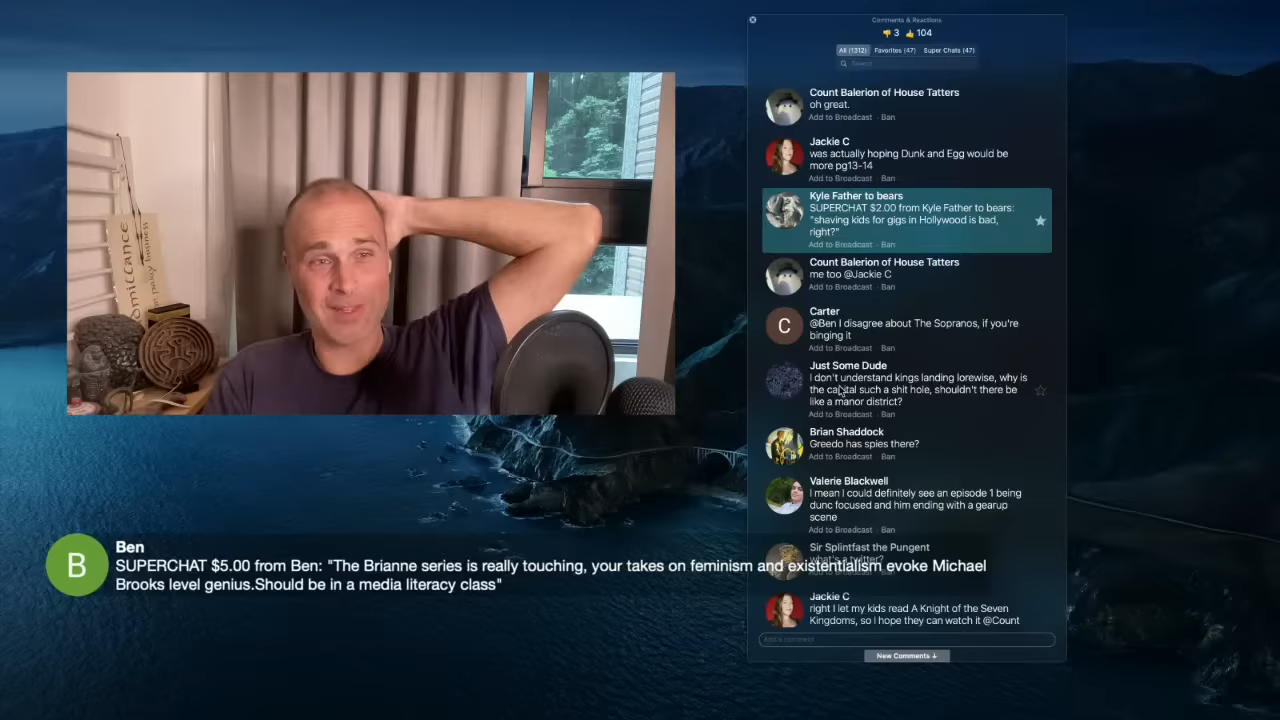 Comments & Reactions
👎 3 👍 104
All (1312) Favorites (47) Super Chats (47)
Search
Count Balerion of House Tatters
oh great.
Add to Broadcast · Ban
Jackie C
was actually hoping Dunk and Egg would be
more pg13-14
Add to Broadcast · Ban
Kyle Father to bears
SUPERCHAT $2.00 from Kyle Father to bears:
"shaving kids for gigs in Hollywood is bad,
right?"
Add to Broadcast · Ban
Count Balerion of House Tatters
me too @Jackie C
Add to Broadcast · Ban
Carter
C
@Ben I disagree about The Sopranos, if you're
binging it
Add to Broadcast · Ban
Just Some Dude
I don't understand kings landing lorewise, why is
the capital such a shit hole, shouldn't there be
like a manor district?
Add to Broadcast · Ban
Brian Shaddock
Greedo has spies there?
Add to Broadcast · Ban
Valerie Blackwell
I mean I could definitely see an episode 1 being
dunc focused and him ending with a gearup
scene
Add to Broadcast · Ban
Sir Splintfast the Pungent
what's a twitter?
Add to Broadcast · Ban
Jackie C
right I let my kids read A Knight of the Seven
Kingdoms, so I hope they can watch it @Count
Add a comment
New Comments ↓
B
Ben
SUPERCHAT $5.00 from Ben: "The Brianne series is really touching, your takes on feminism and existentialism evoke Michael
Brooks level genius.Should be in a media literacy class"